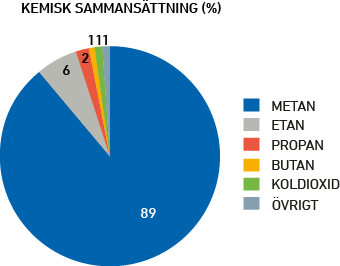 KEMISK SAMMANSÄTTNING (%)
111
2
6
89
METAN
ETAN
PROPAN
BUTAN
KOLDIOXID
ÖVRIGT